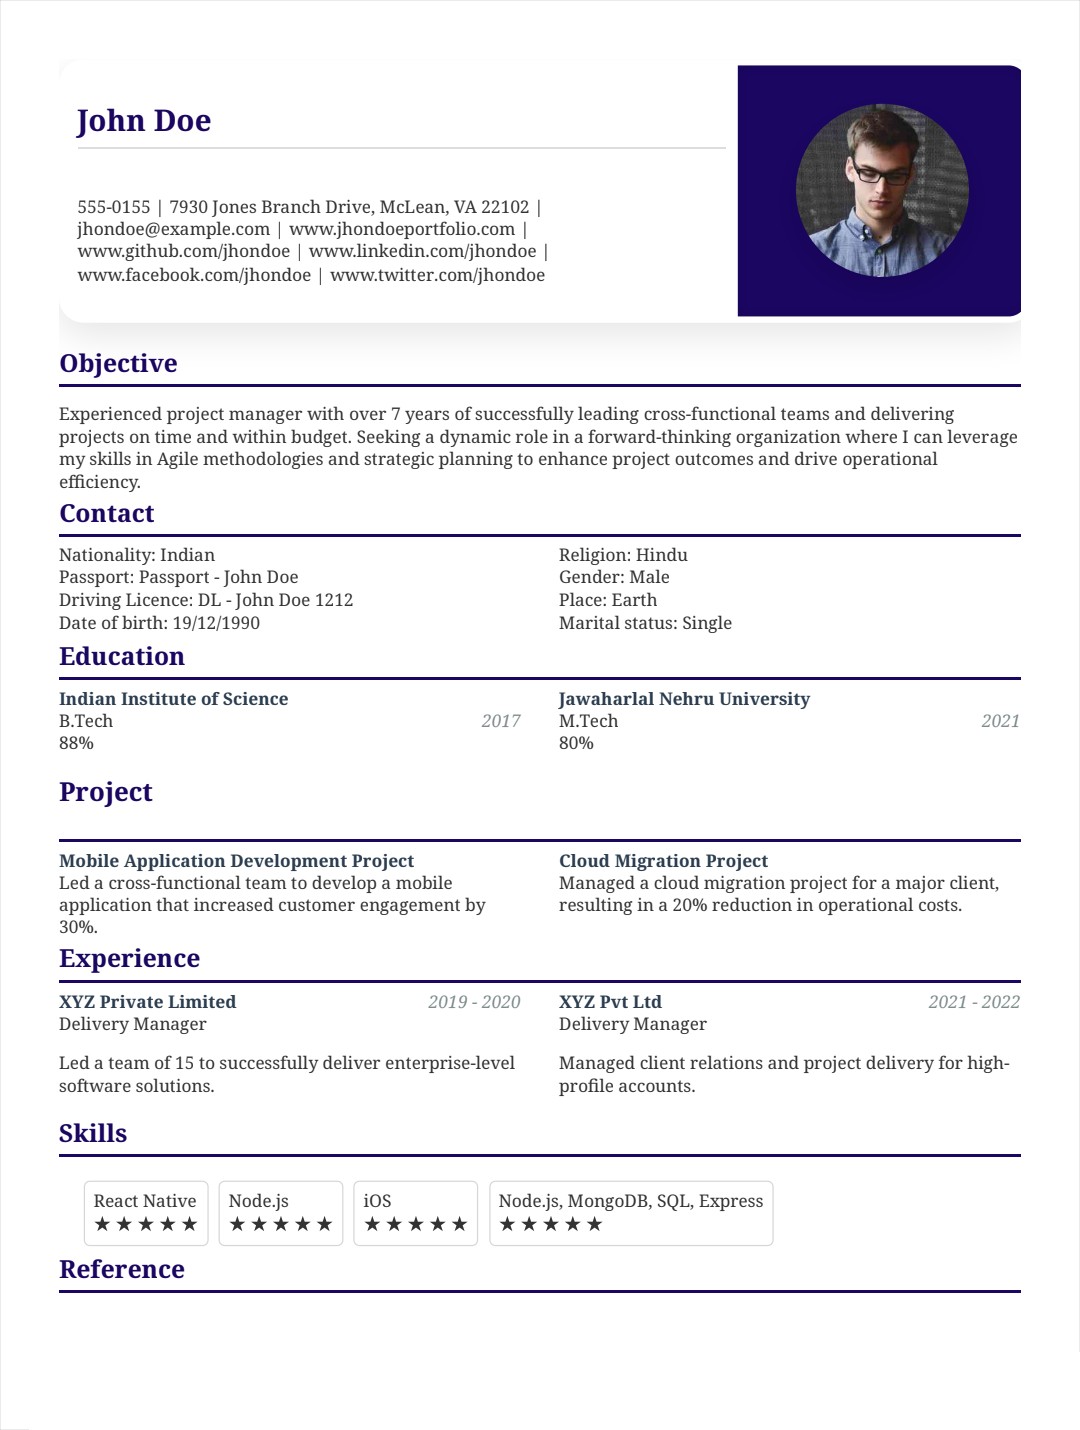 John Doe
555-0155 | 7930 Jones Branch Drive, McLean, VA 22102 |
jhondoe@example.com | www.jhondoeportfolio.com |
www.github.com/jhondoe | www.linkedin.com/jhondoe |
www.facebook.com/jhondoe | www.twitter.com/jhondoe
Objective
Experienced project manager with over 7 years of successfully leading cross-functional teams and delivering
projects on time and within budget. Seeking a dynamic role in a forward-thinking organization where I can leverage
my skills in Agile methodologies and strategic planning to enhance project outcomes and drive operational
efficiency.
Contact
Nationality: Indian
Passport: Passport - John Doe
Driving Licence: DL - John Doe 1212
Date of birth: 19/12/1990
Religion: Hindu
Gender: Male
Place: Earth
Marital status: Single
Education
Indian Institute of Science
B.Tech 2017
88%
Jawaharlal Nehru University
M.Tech 2021
80%
Project
Mobile Application Development Project
Led a cross-functional team to develop a mobile
application that increased customer engagement by
30%.
Cloud Migration Project
Managed a cloud migration project for a major client,
resulting in a 20% reduction in operational costs.
Experience
XYZ Private Limited 2019 - 2020
Delivery Manager
Led a team of 15 to successfully deliver enterprise-level
software solutions.
XYZ Pvt Ltd 2021 - 2022
Delivery Manager
Managed client relations and project delivery for high-
profile accounts.
Skills
React Native
★ ★ ★ ★ ★
Node.js
★ ★ ★ ★ ★
iOS
★ ★ ★ ★ ★
Node.js, MongoDB, SQL, Express
★ ★ ★ ★ ★
Reference